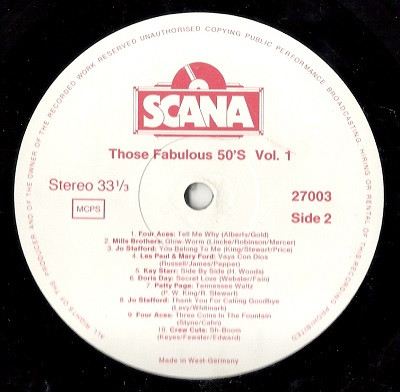 ALL RIGHTS OF THE PRODUCER AND OF THE OWNER OF THE RECORDED WORK RESERVED UNAUTHORISED COPYING PUBLIC PERFORMANCE BROADCASTING, HIRING OR RENTAL OF THIS RECORD PROHIBITED
SCANA
Those Fabulous 50'S Vol. 1
Stereo 33 1/3
MCPS
27003
Side 2
1. Four Aces: Tell Me Why (Alberts/Gold)
2. Mills Brothers: Glow-Worm (Lincke/Robinson/Mercer)
3. Jo Stafford: You Belong To Me (King/Stewart/Price)
4. Les Paul & Mary Ford: Vaya Con Dios
(Russell/James/Pepper)
5. Kay Starr: Side By Side (H. Woods)
6. Doris Day: Secret Love (Webster/Fain)
7. Patty Page: Tennessee Waltz
(P. W. King/R. Stewart)
8. Jo Stafford: Thank You For Calling Goodbye
(Levy/Whitmark)
9. Four Aces: Three Coins In The Fountain
(Styne/Cahn)
10. Crew Cuts: Sh-Boom
(Keyes/Fewster/Edward)
Made in West-Germany